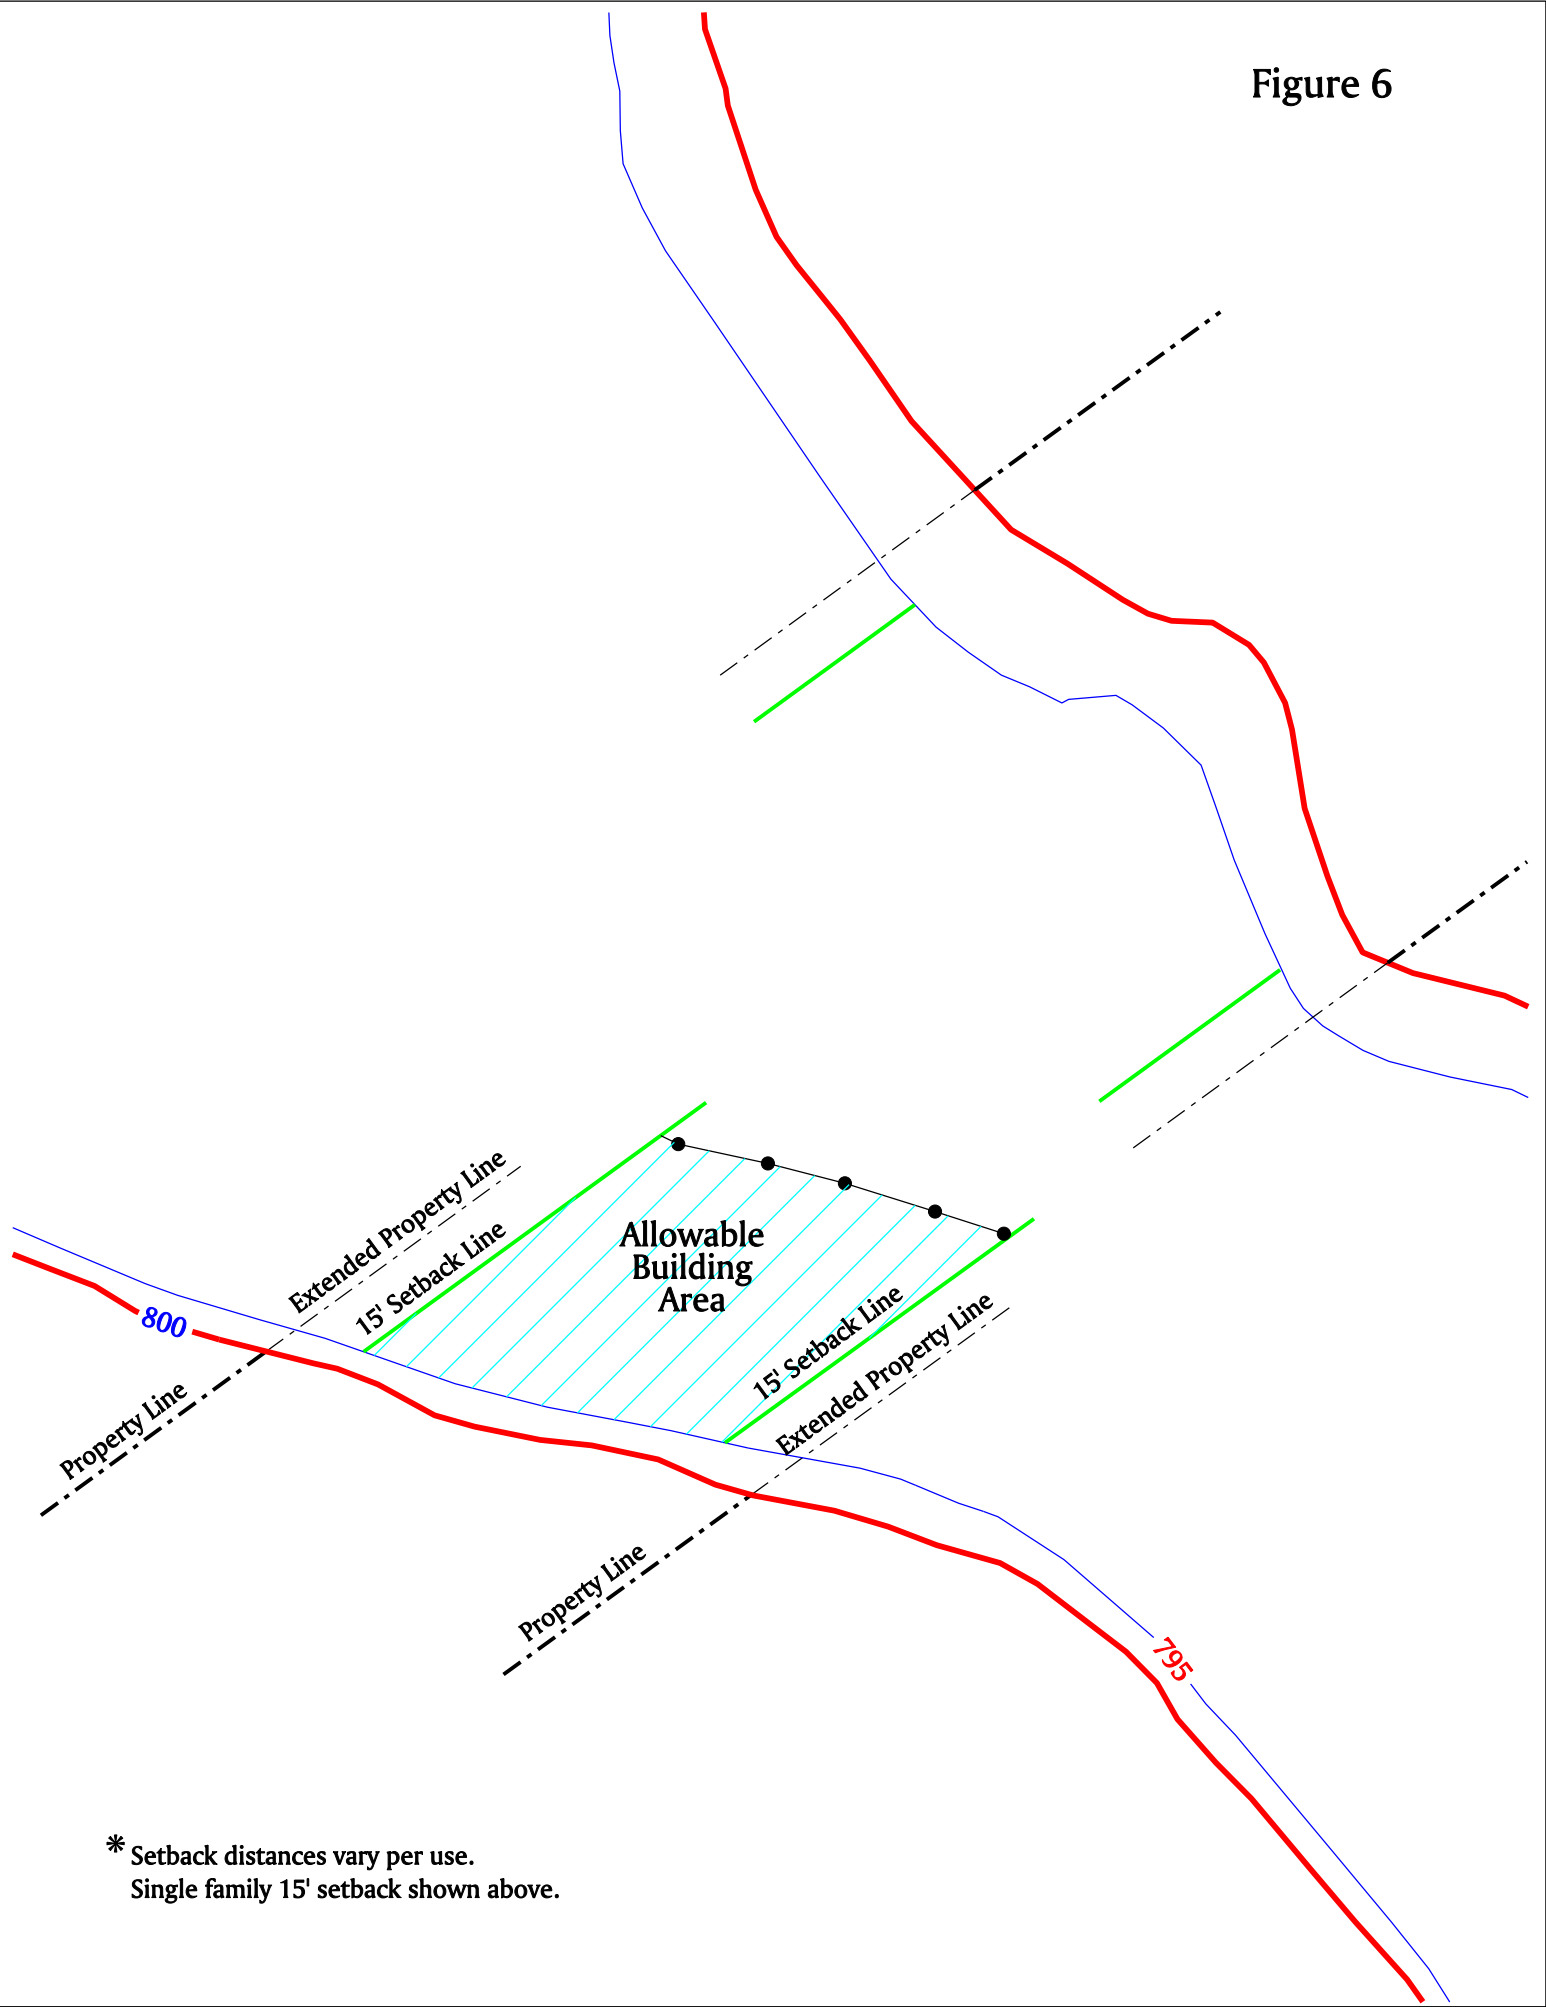 Figure 6
Extended Property Line
15' Setback Line
Allowable
Building
Area
800
15' Setback Line
Extended Property Line
Property Line
Property Line
795
* Setback distances vary per use.
Single family 15' setback shown above.